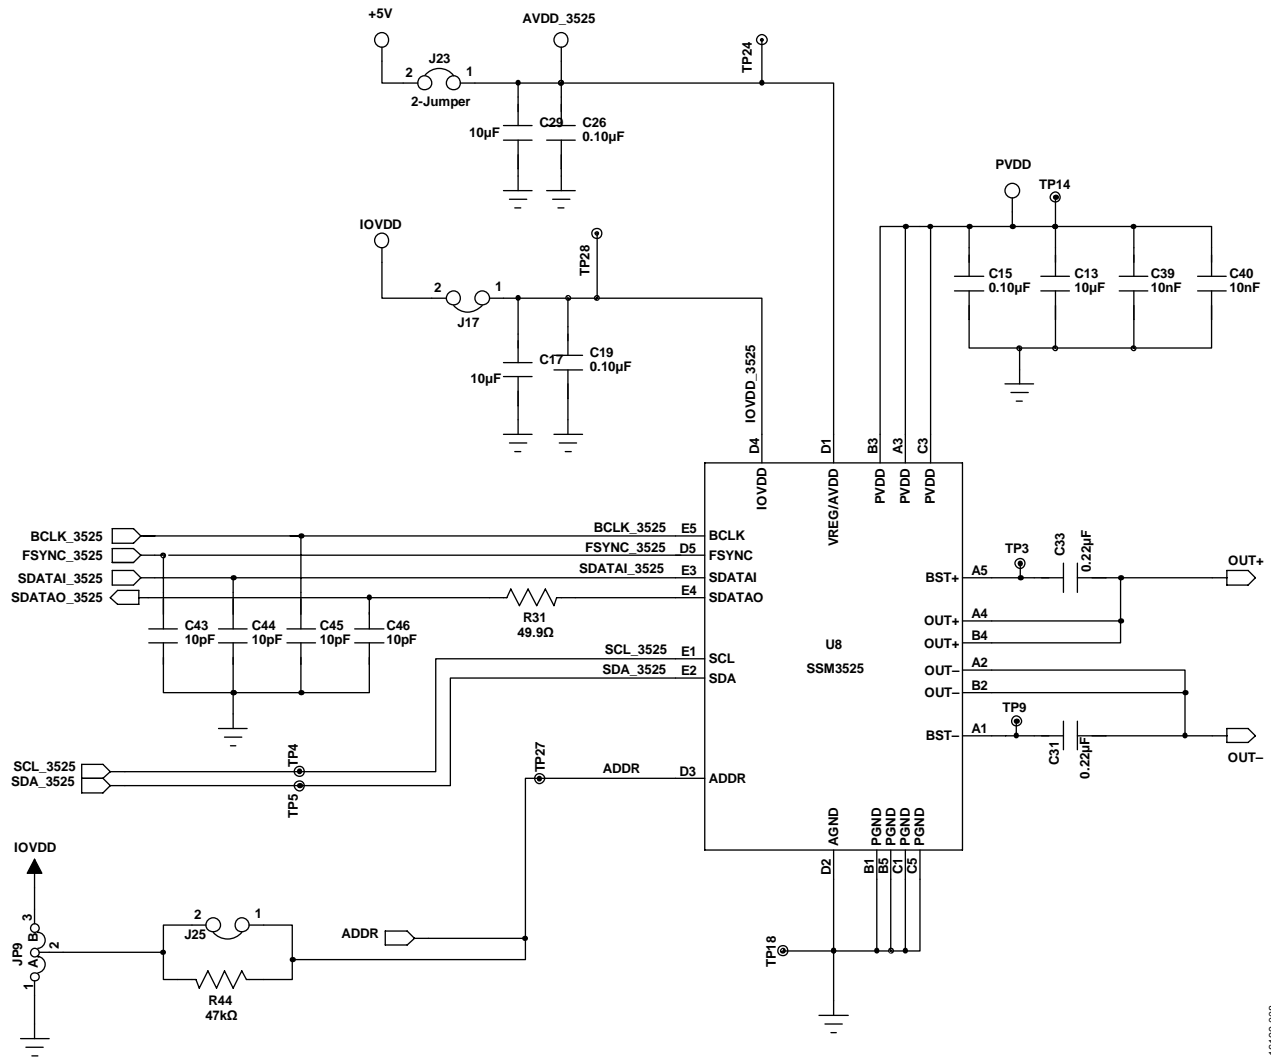 +5V
AVDD_3525
J23
2
1
2-Jumper
TP24
10µF
C29
C26
0.10µF
PVDD
TP14
IOVDD
TP28
2
1
J17
C15
0.10µF
C13
10µF
C39
10nF
C40
10nF
10µF
C17
C19
0.10µF
IOVDD_3525
D4
D1
B3
A3
C3
IOVDD
VREG/AVDD
PVDD
PVDD
PVDD
BCLK_3525
BCLK_3525
E5
BCLK
FSYNC_3525
FSYNC_3525
D5
FSYNC
SDATAI_3525
SDATAI_3525
E3
SDATAI
SDATAO_3525
E4
SDATAO
R31
49.9Ω
C43
10pF
C44
10pF
C45
10pF
C46
10pF
SCL_3525
E1
SCL
SDA_3525
E2
SDA
U8
SSM3525
BST+
A5
TP3
C33
0.22µF
OUT+
OUT+
A4
OUT+
B4
OUT–
A2
OUT–
B2
BST–
A1
TP9
C31
0.22µF
OUT–
SCL_3525
SDA_3525
TP4
TP5
TP27
ADDR
D3
ADDR
AGND
PGND
PGND
PGND
PGND
D2
B1
B5
C1
C5
TP18
IOVDD
JP9
3
B
2
A
1
2
1
J25
R44
47kΩ
ADDR